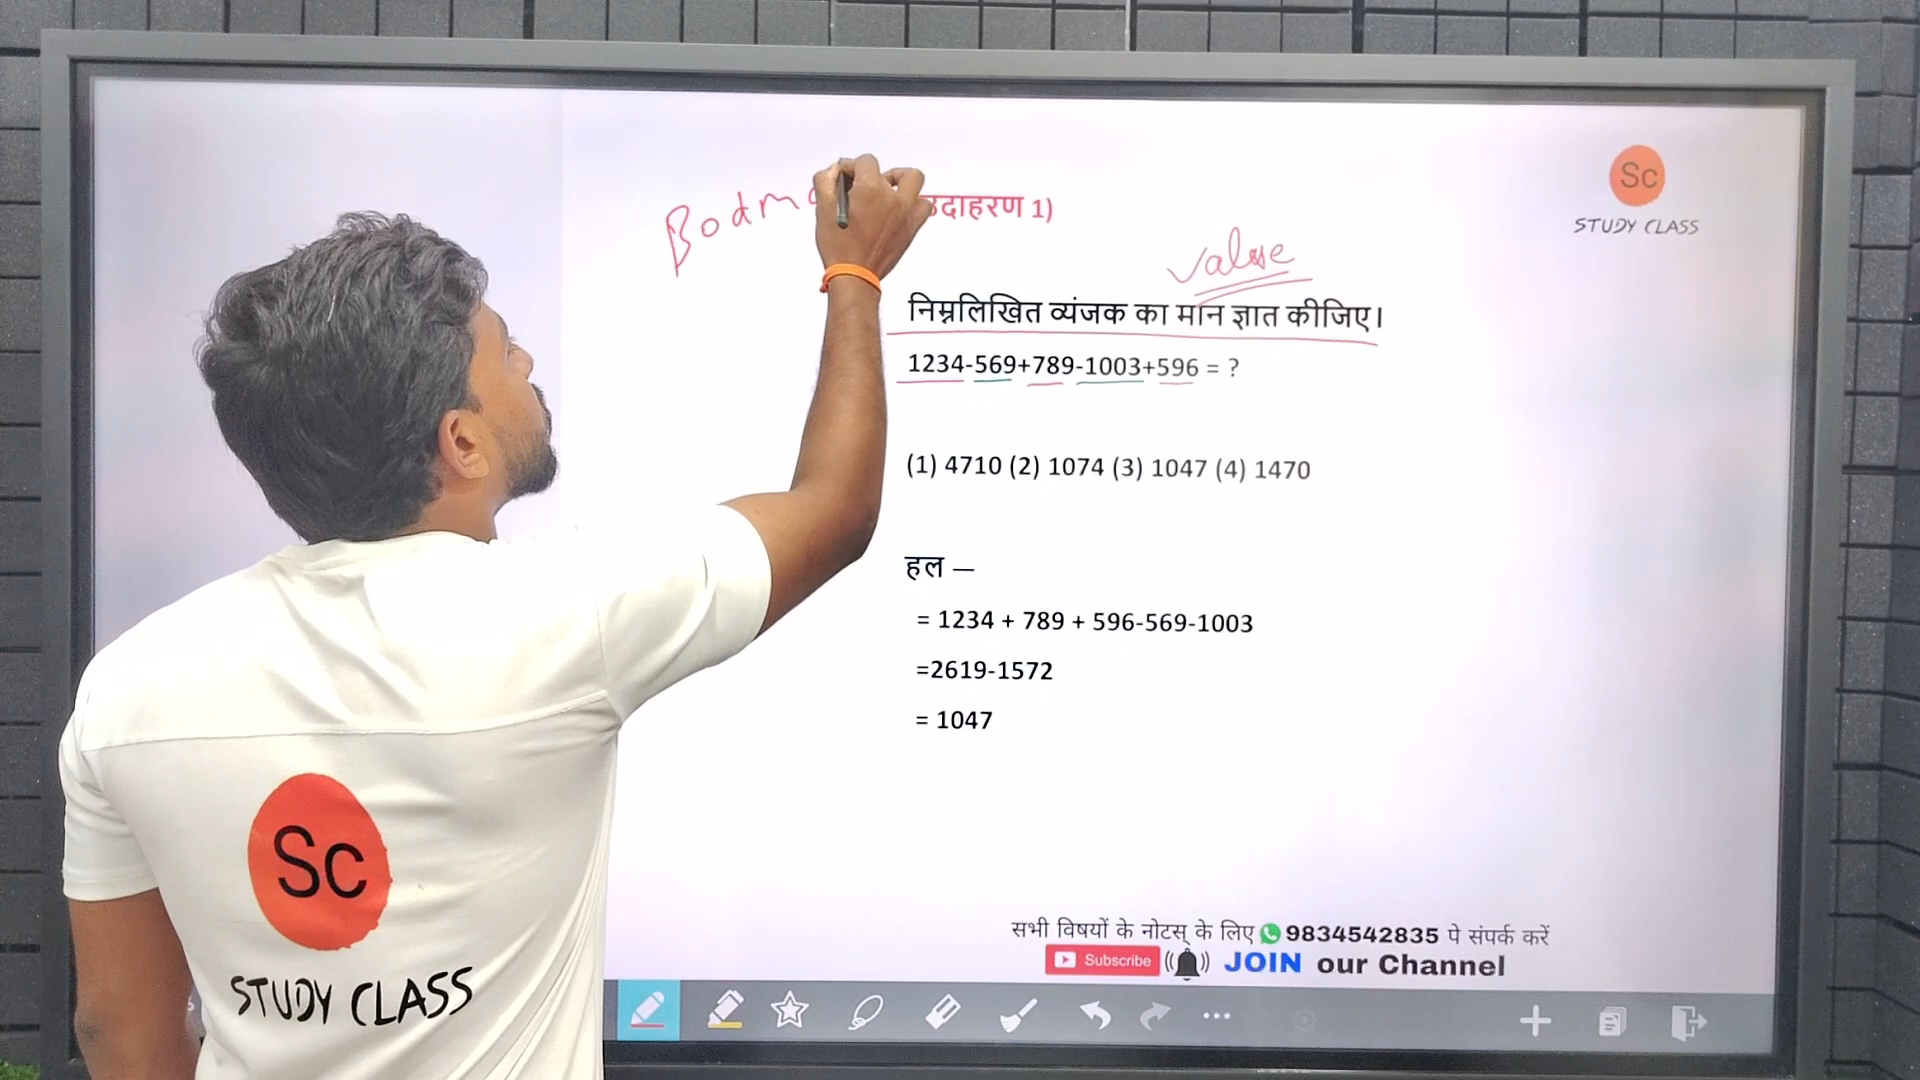 Bodma
उदाहरण 1)
Sc
STUDY CLASS
value
निम्नलिखित व्यंजक का मान ज्ञात कीजिए।
1234-569+789-1003+596 = ?
(1) 4710 (2) 1074 (3) 1047 (4) 1470
हल —
= 1234 + 789 + 596-569-1003
=2619-1572
= 1047
Sc
STUDY CLASS
सभी विषयों के नोटस् के लिए 9834542835 पे संपर्क करें
Subscribe JOIN our Channel